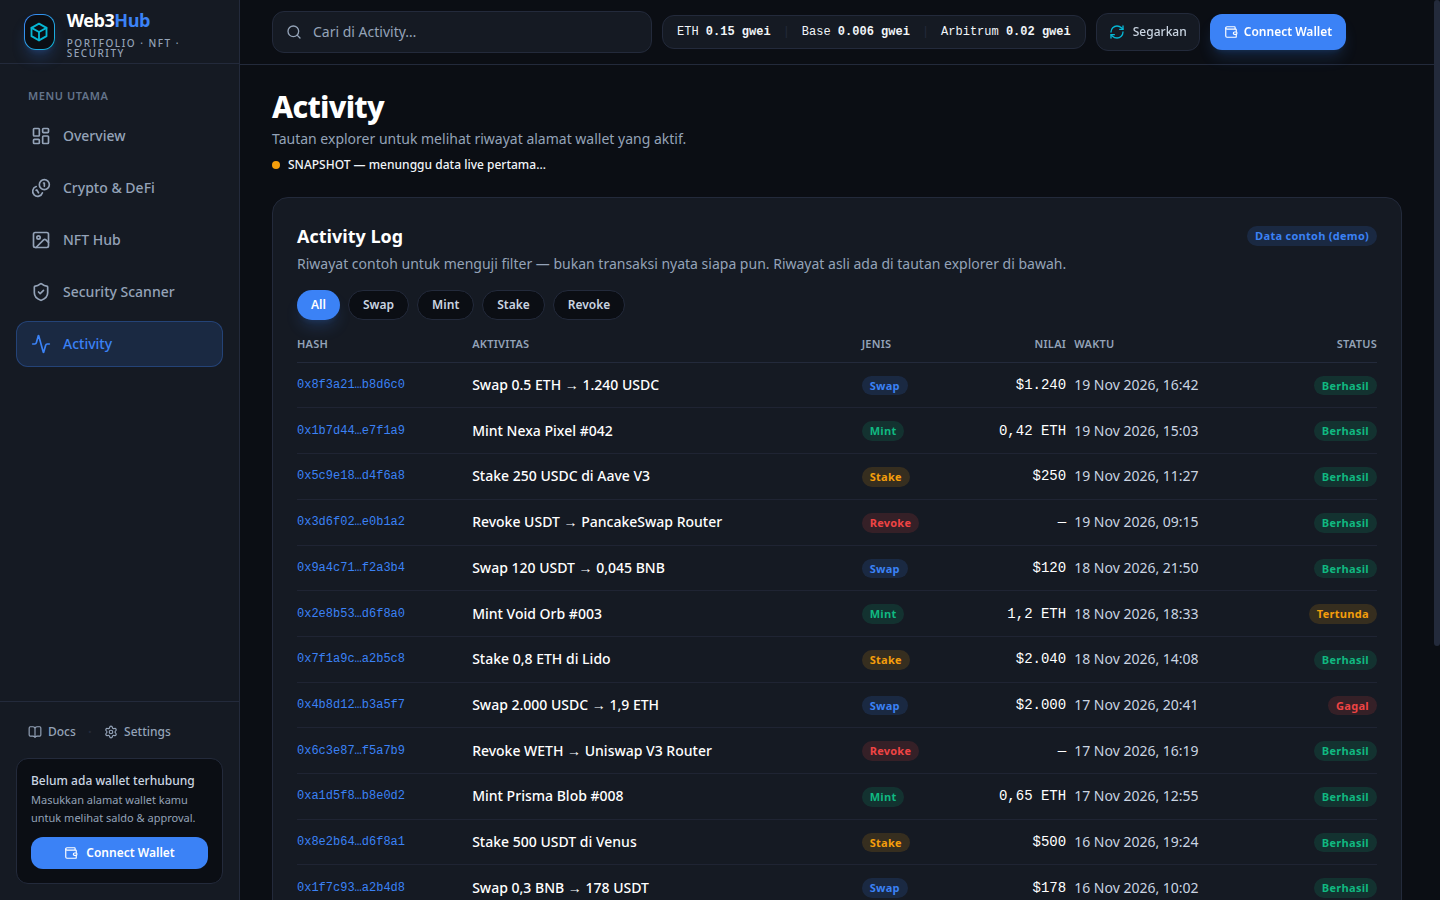 Web3Hub
PORTFOLIO · NFT ·
SECURITY
MENU UTAMA
Overview
Crypto & DeFi
NFT Hub
Security Scanner
Activity
Docs · Settings
Belum ada wallet terhubung
Masukkan alamat wallet kamu
untuk melihat saldo & approval.
Connect Wallet
Cari di Activity...
ETH 0.15 gwei Base 0.006 gwei Arbitrum 0.02 gwei
Segarkan
Connect Wallet
Activity
Tautan explorer untuk melihat riwayat alamat wallet yang aktif.
SNAPSHOT — menunggu data live pertama...
Activity Log
Data contoh (demo)
Riwayat contoh untuk menguji filter — bukan transaksi nyata siapa pun. Riwayat asli ada di tautan explorer di bawah.
All Swap Mint Stake Revoke
HASH AKTIVITAS JENIS NILAI WAKTU STATUS
0x8f3a21…b8d6c0 Swap 0.5 ETH → 1.240 USDC Swap $1.240 19 Nov 2026, 16:42 Berhasil
0x1b7d44…e7f1a9 Mint Nexa Pixel #042 Mint 0,42 ETH 19 Nov 2026, 15:03 Berhasil
0x5c9e18…d4f6a8 Stake 250 USDC di Aave V3 Stake $250 19 Nov 2026, 11:27 Berhasil
0x3d6f02…e0b1a2 Revoke USDT → PancakeSwap Router Revoke — 19 Nov 2026, 09:15 Berhasil
0x9a4c71…f2a3b4 Swap 120 USDT → 0,045 BNB Swap $120 18 Nov 2026, 21:50 Berhasil
0x2e8b53…d6f8a0 Mint Void Orb #003 Mint 1,2 ETH 18 Nov 2026, 18:33 Tertunda
0x7f1a9c…a2b5c8 Stake 0,8 ETH di Lido Stake $2.040 18 Nov 2026, 14:08 Berhasil
0x4b8d12…b3a5f7 Swap 2.000 USDC → 1,9 ETH Swap $2.000 17 Nov 2026, 20:41 Gagal
0x6c3e87…f5a7b9 Revoke WETH → Uniswap V3 Router Revoke — 17 Nov 2026, 16:19 Berhasil
0xa1d5f8…b8e0d2 Mint Prisma Blob #008 Mint 0,65 ETH 17 Nov 2026, 12:55 Berhasil
0x8e2b64…d6f8a1 Stake 500 USDT di Venus Stake $500 16 Nov 2026, 19:24 Berhasil
0x1f7c93…a2b4d8 Swap 0,3 BNB → 178 USDT Swap $178 16 Nov 2026, 10:02 Berhasil